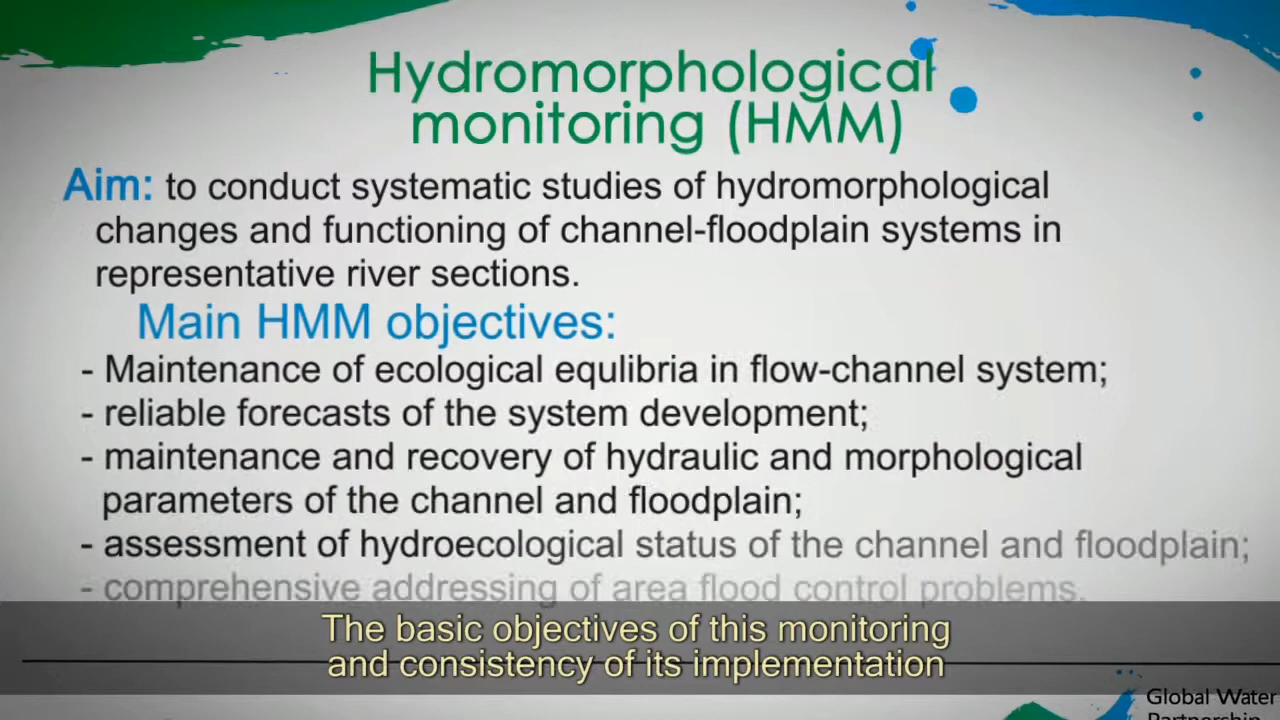 Hydromorphological
monitoring (HMM)
Aim: to conduct systematic studies of hydromorphological
changes and functioning of channel-floodplain systems in
representative river sections.
Main HMM objectives:
- Maintenance of ecological equlibria in flow-channel system;
- reliable forecasts of the system development;
- maintenance and recovery of hydraulic and morphological
parameters of the channel and floodplain;
- assessment of hydroecological status of the channel and floodplain;
- comprehensive addressing of area flood control problems.
The basic objectives of this monitoring
and consistency of its implementation
Global Water
Partnership